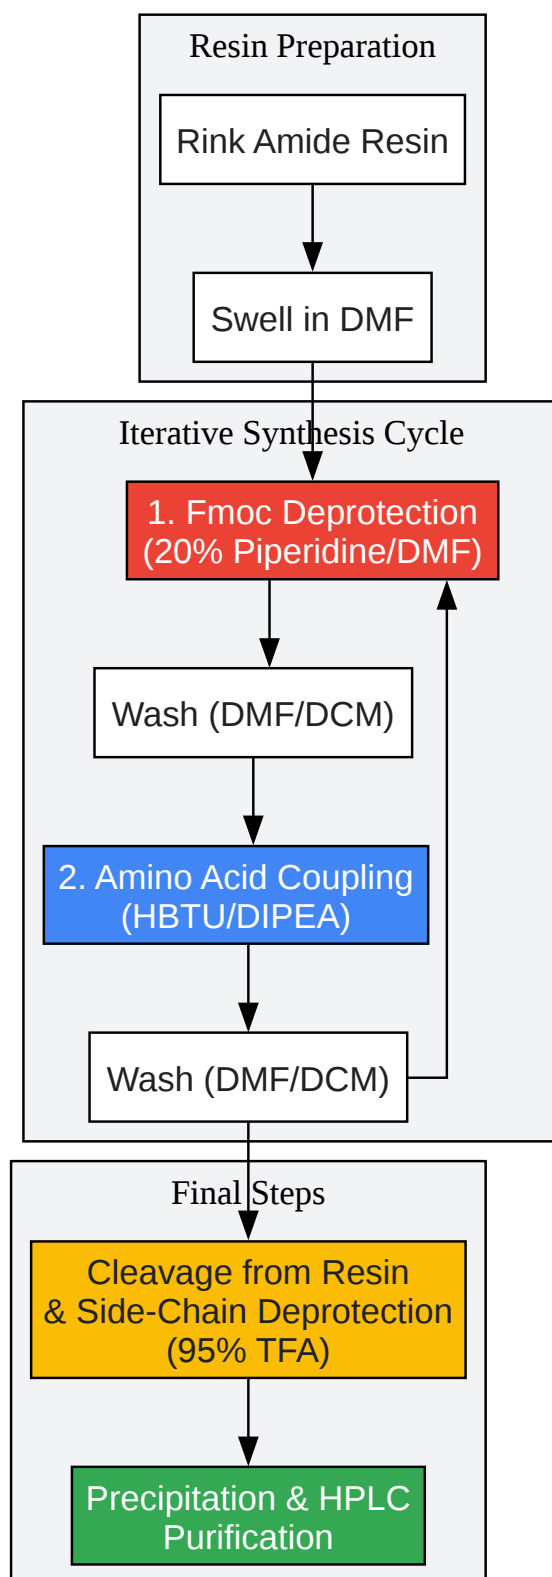 Resin Preparation
Rink Amide Resin
Swell in DMF
Iterative Synthesis Cycle
1. Fmoc Deprotection
(20% Piperidine/DMF)
Wash (DMF/DCM)
2. Amino Acid Coupling
(HBTU/DIPEA)
Wash (DMF/DCM)
Final Steps
Cleavage from Resin
& Side-Chain Deprotection
(95% TFA)
Precipitation & HPLC
Purification